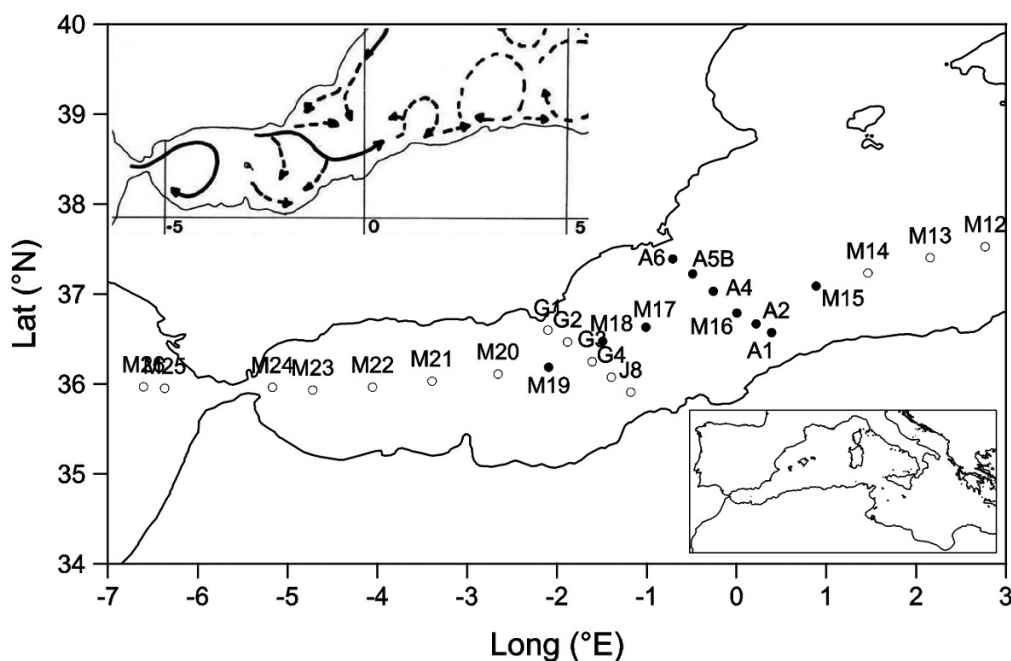 40
39
38
37
36
35
34
Lat (°N)
-5
0
5
M12
M13
M14
M15
A6
A5B
A4
M16
A2
A1
M17
G1
G2
M18
G3
G4
J8
M19
M20
M21
M22
M23
M24
M25
M26
-7
-6
-5
-4
-3
-2
-1
0
1
2
3
Long (°E)